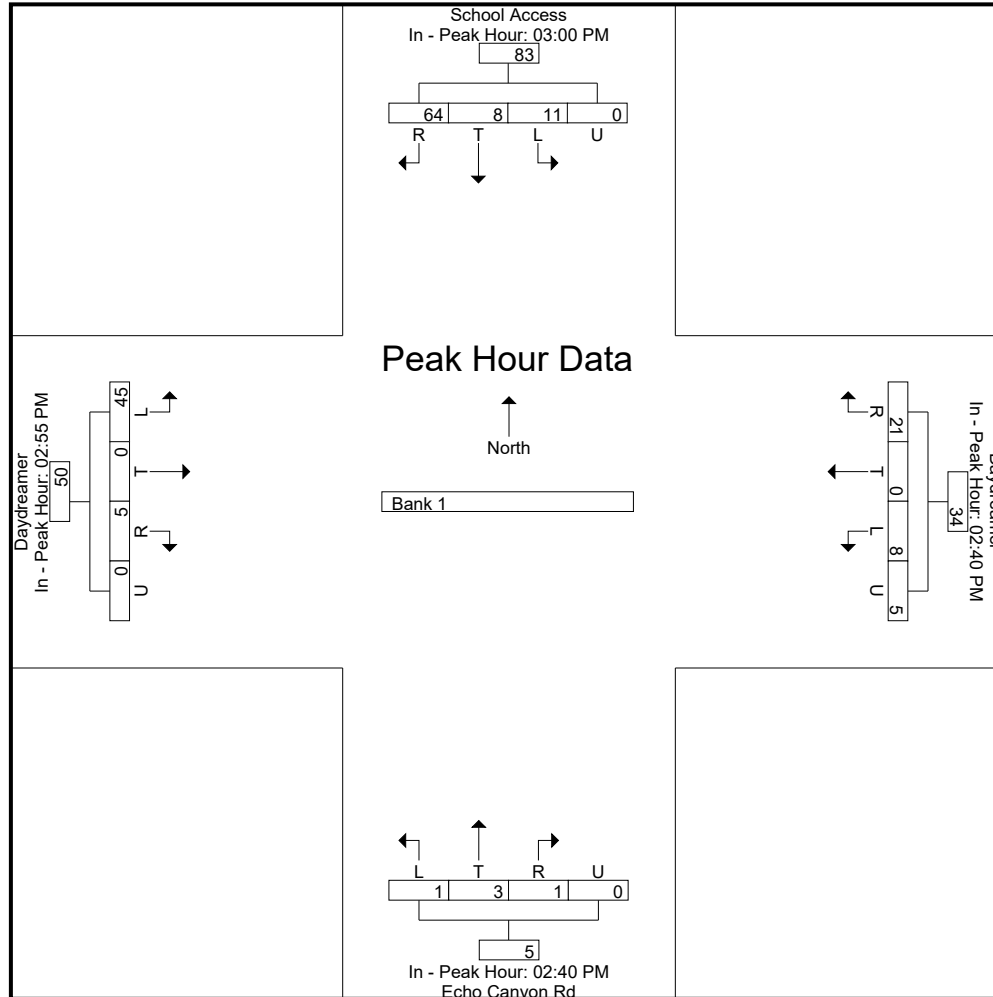 School Access
In - Peak Hour: 03:00 PM
83
64 8 11 0
R T L U
Peak Hour Data
North
Bank 1
Daydreamer
In - Peak Hour: 02:55 PM
50
45 0 5 0
L T R U
In - Peak Hour: 02:40 PM
34
21 0 8 5
R T L U
L T R U
1 3 1 0
5
In - Peak Hour: 02:40 PM
Echo Canyon Rd